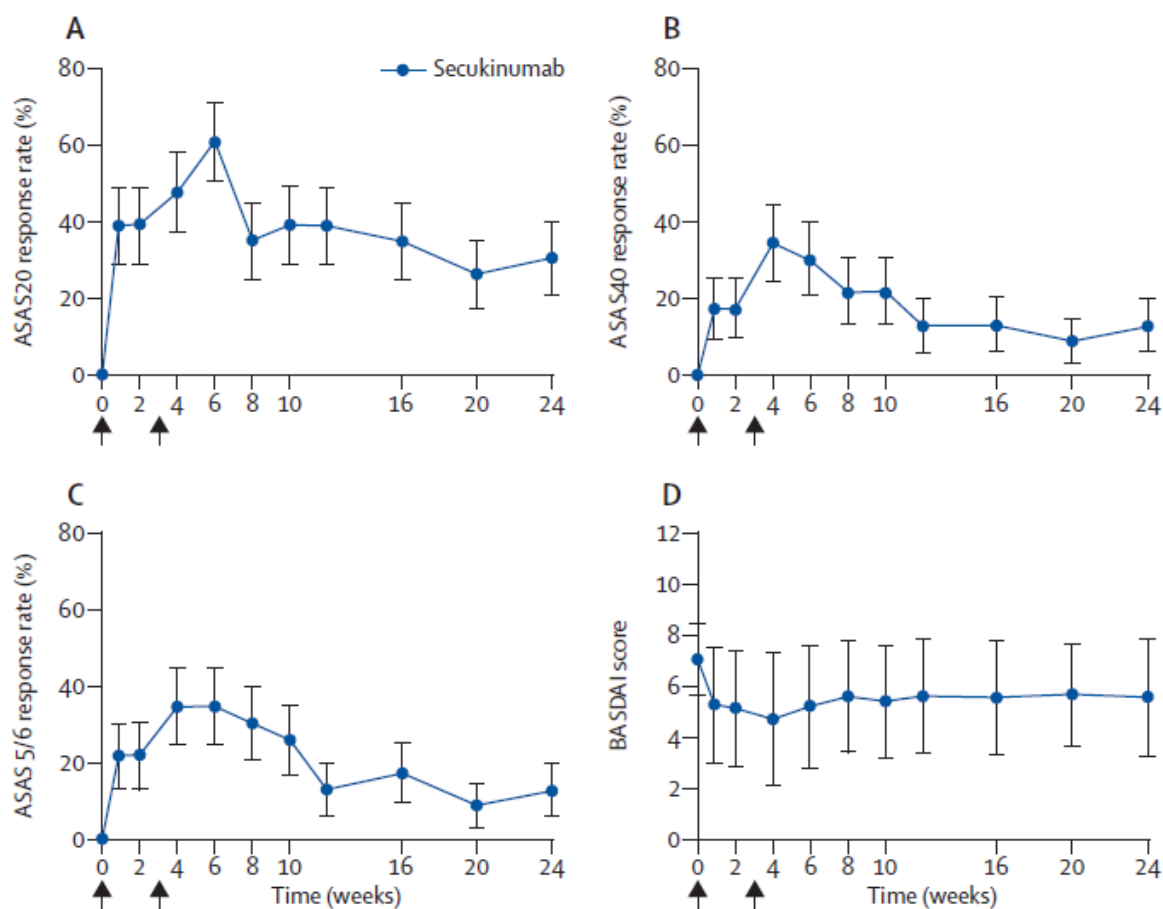 A
B
Secukinumab
ASAS20 response rate (%)
80
60
40
20
0
0 2 4 6 8 10 16 20 24
ASAS40 response rate (%)
80
60
40
20
0
0 2 4 6 8 10 16 20 24
C
D
ASAS 5/6 response rate (%)
80
60
40
20
0
0 2 4 6 8 10 16 20 24
Time (weeks)
BASDAI score
12
10
8
6
4
2
0
0 2 4 6 8 10 16 20 24
Time (weeks)